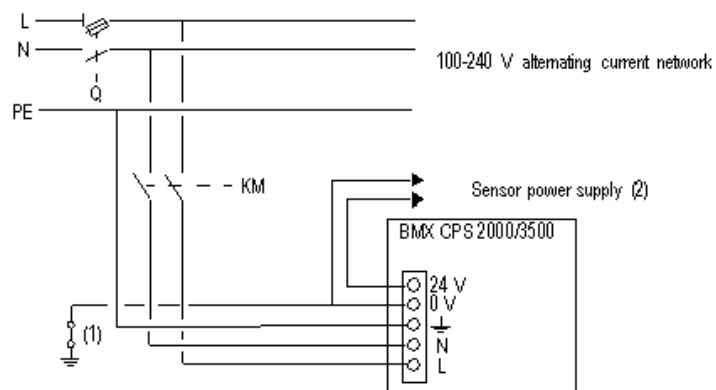 L
N
100-240 V alternating current network
Q
PE
KM
Sensor power supply (2)
BMX CPS 2000/3500
24 V
0 V
(1)
N
L